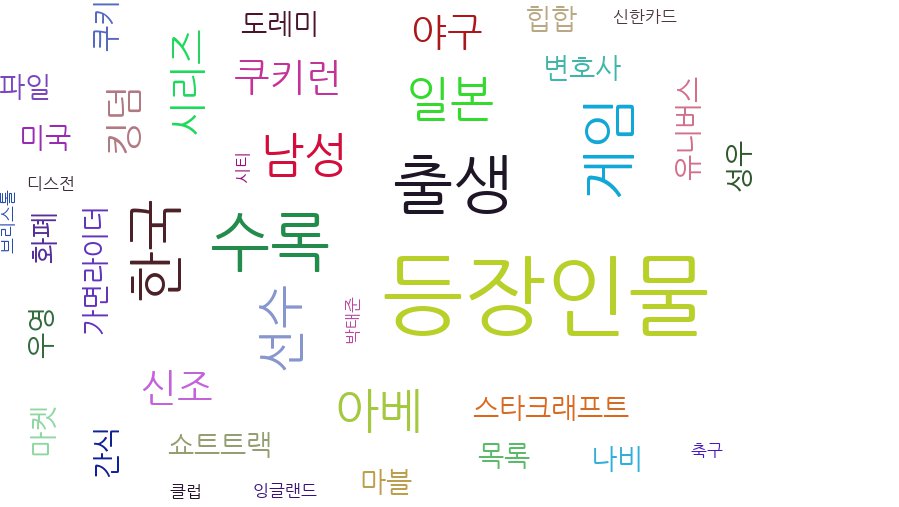 쿠키
도레미
야구
힙합
신한카드
파일
시리즈
쿠키런
변호사
킹덤
일본
게임
유니버스
미국
시티
남성
성우
디스전
출생
브리스톨
화폐
가면라이더
한국
수록
등장인물
우영
선수
박태준
신조
아베
스타크래프트
마켓
간식
쇼트트랙
목록
나비
축구
클럽
잉글랜드
마블